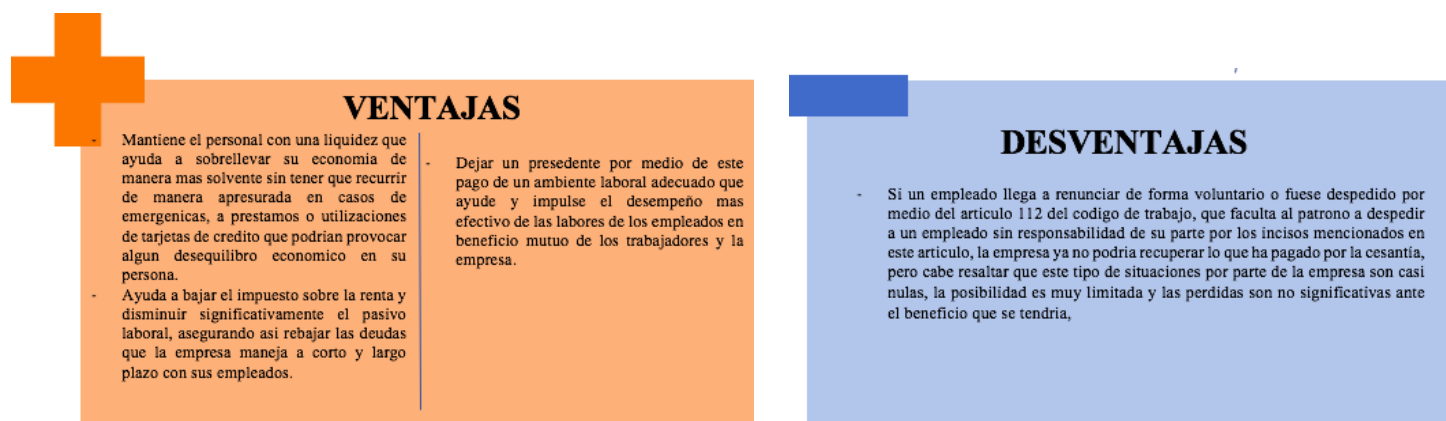 VENTAJAS
- Mantiene el personal con una liquidez que
ayuda a sobrellevar su economia de
manera mas solvente sin tener que recurrir
de manera apresurada en casos de
emergenicas, a prestamos o utilizaciones
de tarjetas de credito que podrian provocar
algun desequilibro economico en su
persona.
- Ayuda a bajar el impuesto sobre la renta y
disminuir significativamente el pasivo
laboral, asegurando asi rebajar las deudas
que la empresa maneja a corto y largo
plazo con sus empleados.
- Dejar un presedente por medio de este
pago de un ambiente laboral adecuado que
ayude y impulse el desempeño mas
efectivo de las labores de los empleados en
beneficio mutuo de los trabajadores y la
empresa.
DESVENTAJAS
- Si un empleado llega a renunciar de forma voluntario o fuese despedido por
medio del articulo 112 del codigo de trabajo, que faculta al patrono a despedir
a un empleado sin responsabilidad de su parte por los incisos mencionados en
este articulo, la empresa ya no podria recuperar lo que ha pagado por la cesantía,
pero cabe resaltar que este tipo de situaciones por parte de la empresa son casi
nulas, la posibilidad es muy limitada y las perdidas son no significativas ante
el beneficio que se tendria,